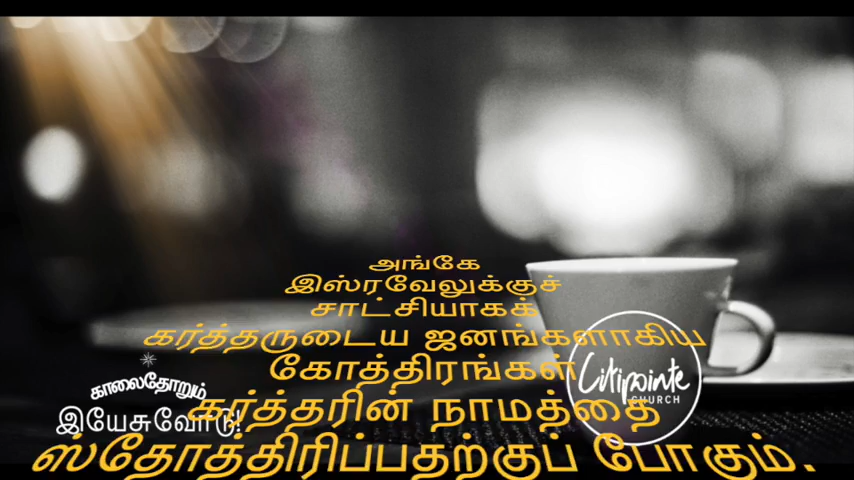 அங்கே
இஸ்ரவேலுக்குச்
சாட்சியாகக்
கர்த்தருடைய ஜனங்களாகிய
கோத்திரங்கள்
கர்த்தரின் நாமத்தை
ஸ்தோத்திரிப்பதற்குப் போகும்.
காலைதோறும்
இயேசுவோடு!
Citipointe
CHURCH